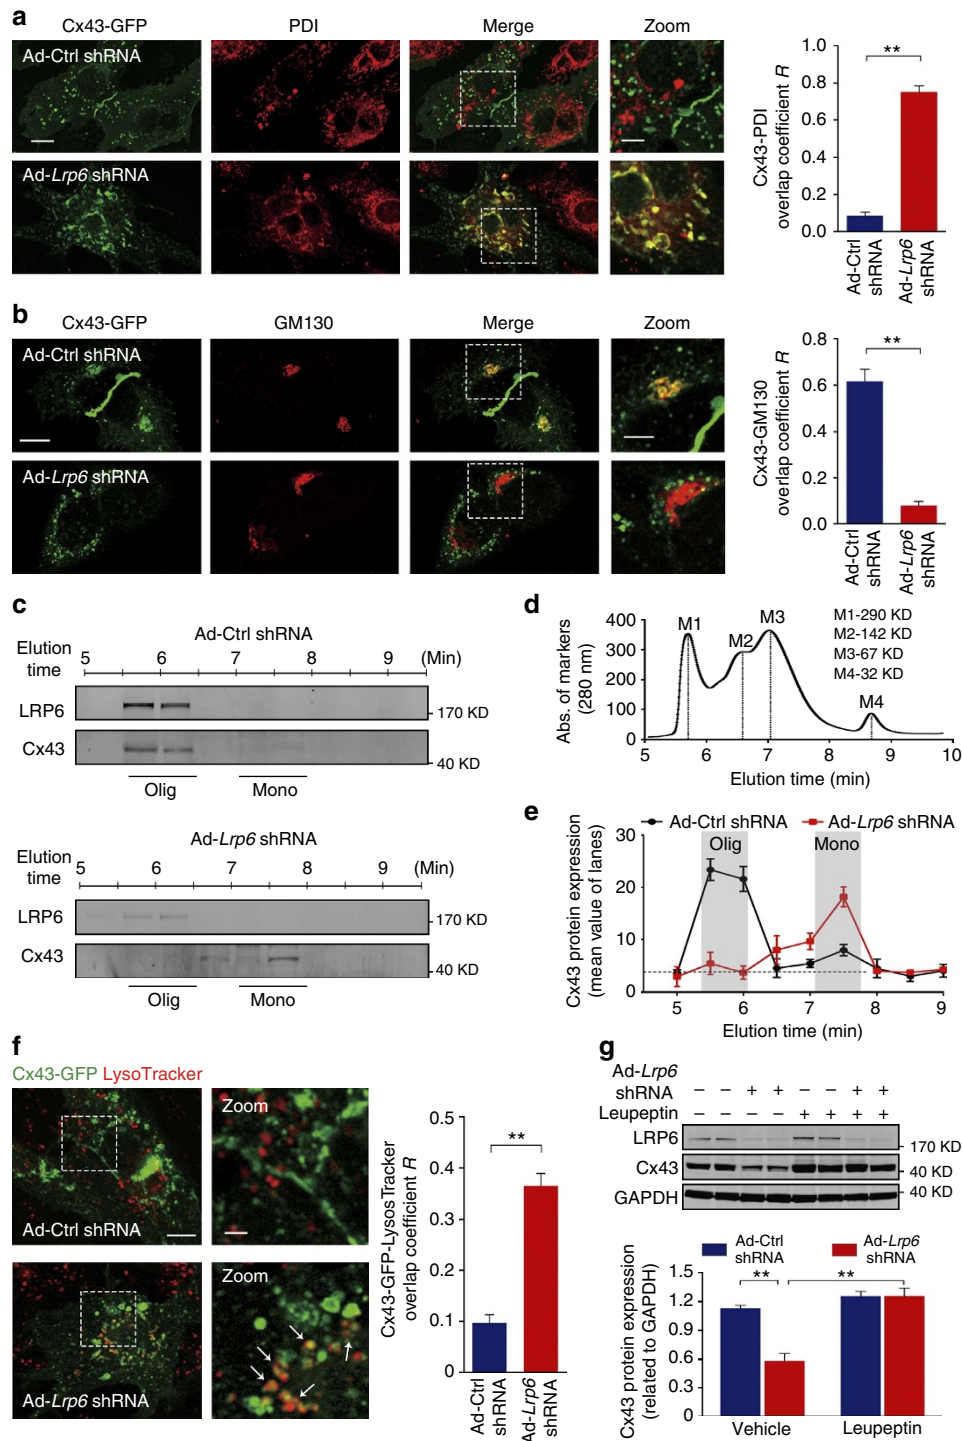 a
Cx43-GFP PDI Merge Zoom
Ad-Ctrl shRNA
Ad-Lrp6 shRNA
Cx43-PDI
overlap coefficient R
1.0
0.8
0.6
0.4
0.2
0.0
**
Ad-Ctrl
shRNA
Ad-Lrp6
shRNA
b
Cx43-GFP GM130 Merge Zoom
Ad-Ctrl shRNA
Ad-Lrp6 shRNA
Cx43-GM130
overlap coefficient R
0.8
0.6
0.4
0.2
0.0
**
Ad-Ctrl
shRNA
Ad-Lrp6
shRNA
c
Ad-Ctrl shRNA
Elution
time
5 6 7 8 9 (Min)
LRP6
170 KD
Cx43
40 KD
Olig Mono
Ad-Lrp6 shRNA
Elution
time
5 6 7 8 9 (Min)
LRP6
170 KD
Cx43
40 KD
Olig Mono
d
Abs. of markers
(280 nm)
400
300
200
100
0
M1
M2
M3
M4
M1-290 KD
M2-142 KD
M3-67 KD
M4-32 KD
5 6 7 8 9 10
Elution time (min)
e
Ad-Ctrl shRNA Ad-Lrp6 shRNA
Cx43 protein expression
(mean value of lanes)
30
20
10
0
Olig Mono
5 6 7 8 9
Elution time (min)
f
Cx43-GFP LysoTracker
Zoom
Ad-Ctrl shRNA
Zoom
Ad-Lrp6 shRNA
Cx43-GFP-LysosTracker
overlap coefficient R
0.5
0.4
0.3
0.2
0.1
0
**
Ad-Ctrl
shRNA
Ad-Lrp6
shRNA
g
Ad-Lrp6
shRNA − − + + − − + +
Leupeptin − − − − + + + +
LRP6
170 KD
Cx43
40 KD
GAPDH
40 KD
Ad-Ctrl
shRNA
Ad-Lrp6
shRNA
Cx43 protein expression
(related to GAPDH)
1.5
1.2
0.9
0.6
0.3
0
** **
Vehicle Leupeptin